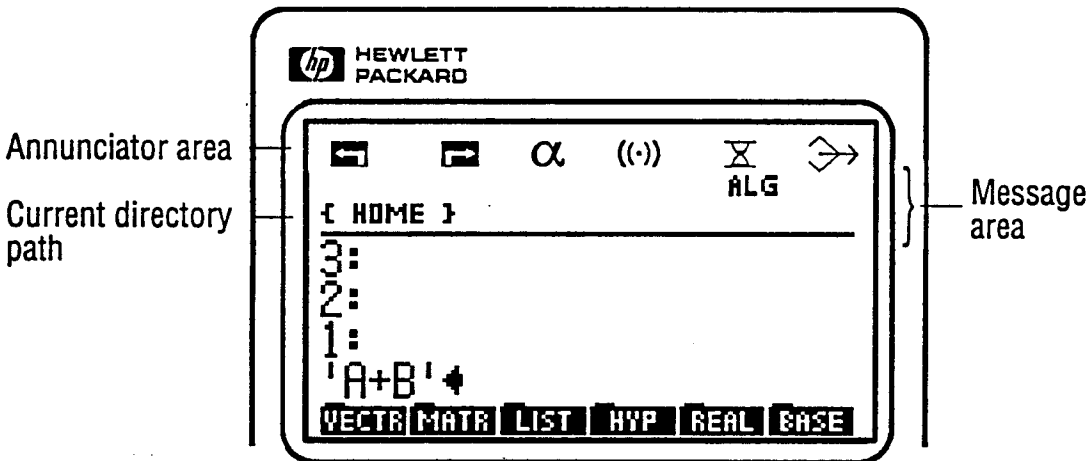 hp HEWLETT
PACKARD
Annunciator area
α ((·))
ALG
Current directory
path
{ HOME }
Message
area
3:
2:
1:
'A+B'
VECTR MATR LIST HYP REAL BASE